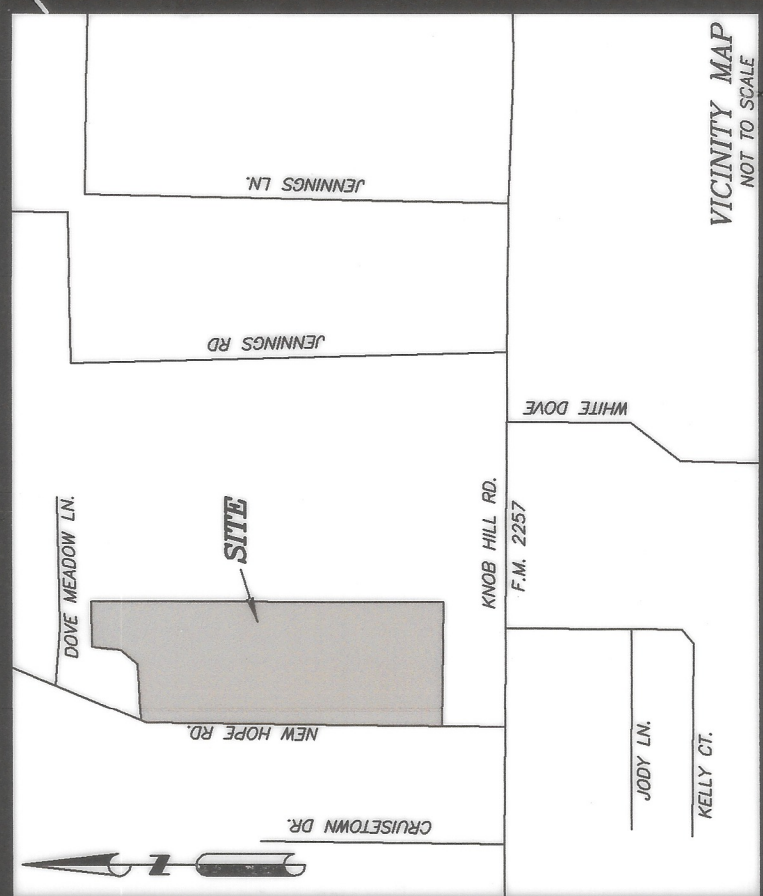 VICINITY MAP
NOT TO SCALE
JENNINGS LN.
JENNINGS RD
WHITE DOVE
DOVE MEADOW LN.
SITE
KNOB HILL RD.
F.M. 2257
NEW HOPE RD.
JODY LN.
KELLY CT.
CRUISETOWN DR.
N